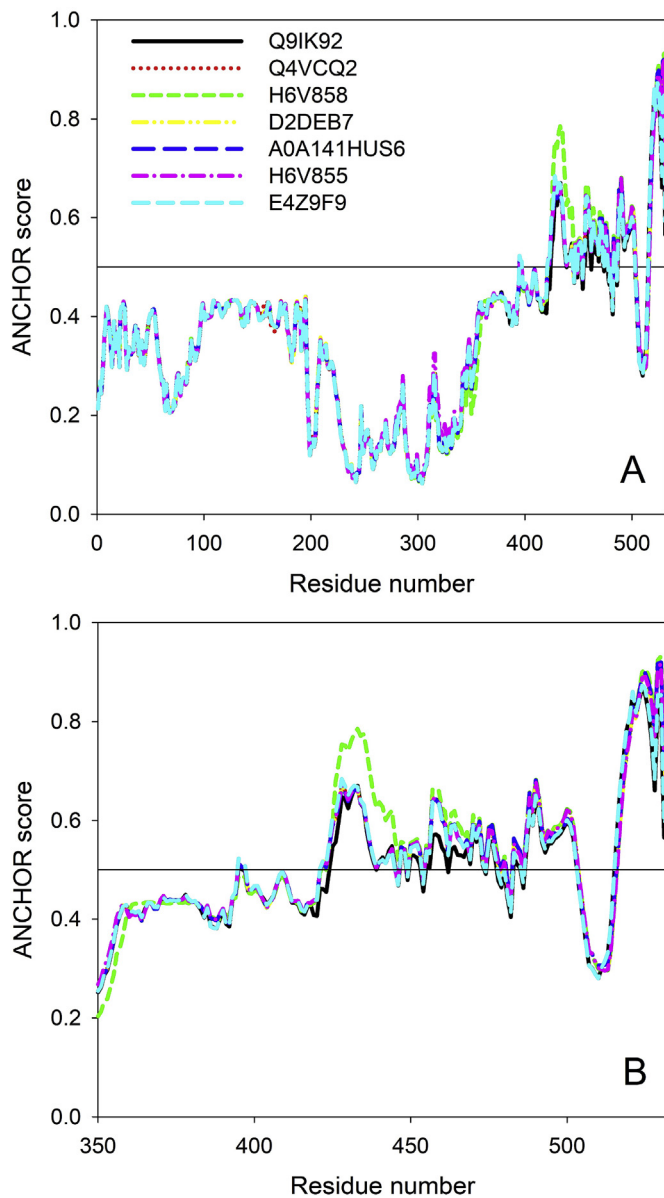 1.0
0.8
0.6
0.4
0.2
0.0
ANCHOR score
Q9IK92
Q4VCQ2
H6V858
D2DEB7
A0A141HUS6
H6V855
E4Z9F9
A
0 100 200 300 400 500
Residue number
1.0
0.8
0.6
0.4
0.2
0.0
ANCHOR score
B
350 400 450 500
Residue number